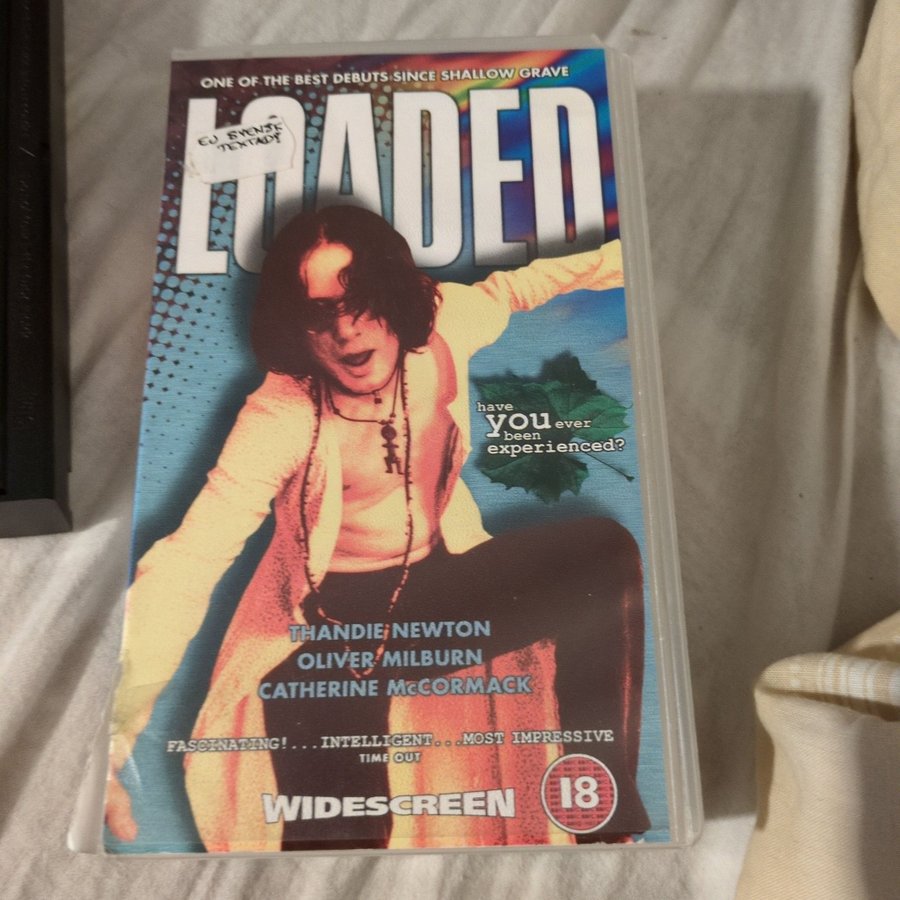 ONE OF THE BEST DEBUTS SINCE SHALLOW GRAVE
LOADED
EJ SVENSK
TEXTAD!
have
you ever
been
experienced?
THANDIE NEWTON
OLIVER MILBURN
CATHERINE McCORMACK
FASCINATING!...INTELLIGENT...MOST IMPRESSIVE
TIME OUT
WIDESCREEN
18